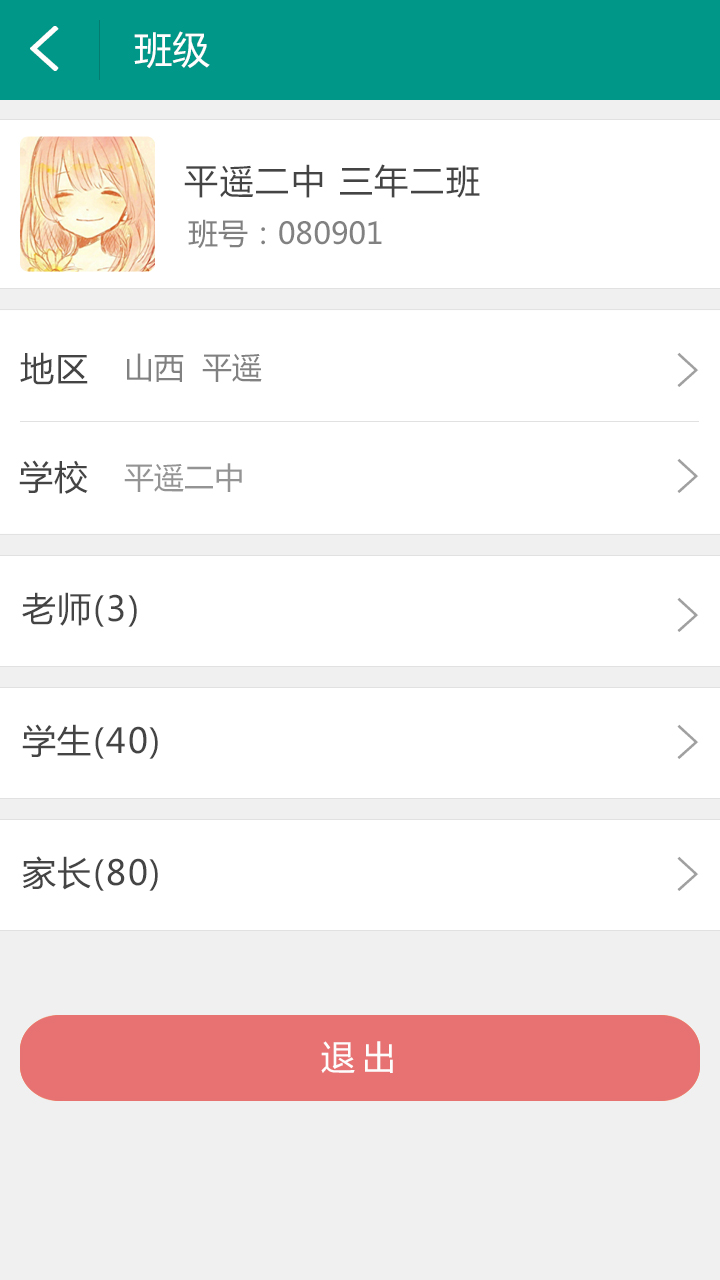 班级
平遥二中 三年二班
班号：080901
地区 山西 平遥
学校 平遥二中
老师(3)
学生(40)
家长(80)
退出